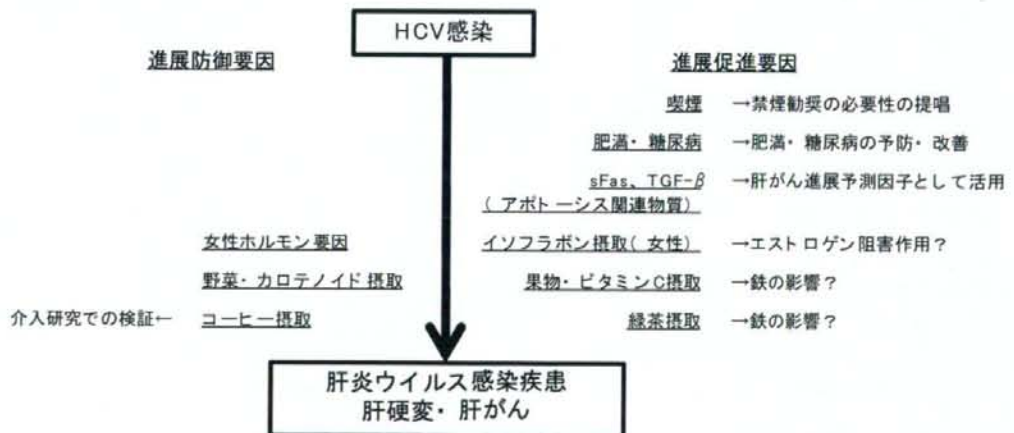 HCV感染
進展防御要因
進展促進要因
喫煙 →禁煙勧奨の必要性の提唱
肥満・糖尿病 →肥満・糖尿病の予防・改善
sFas、TGF-β →肝がん進展予測因子として活用
(アポトーシス関連物質)
女性ホルモン要因
イソフラボン摂取(女性) →エストロゲン阻害作用?
野菜・カロテノイド摂取
果物・ビタミンC摂取 →鉄の影響?
介入研究での検証← コーヒー摂取
緑茶摂取 →鉄の影響?
肝炎ウイルス感染疾患
肝硬変・肝がん